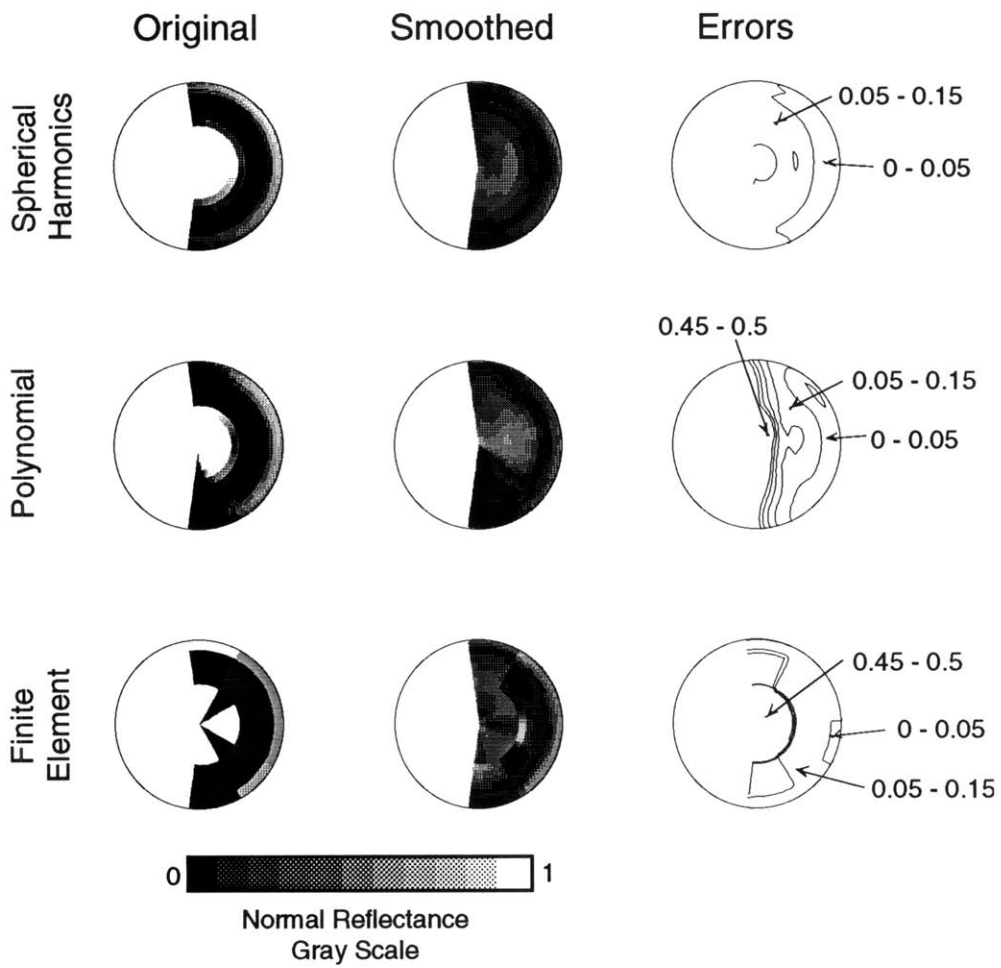 Original Smoothed Errors
Spherical
Harmonics
0.05 - 0.15
0 - 0.05
Polynomial
0.45 - 0.5
0.05 - 0.15
0 - 0.05
Finite
Element
0.45 - 0.5
0 - 0.05
0.05 - 0.15
0 1
Normal Reflectance
Gray Scale